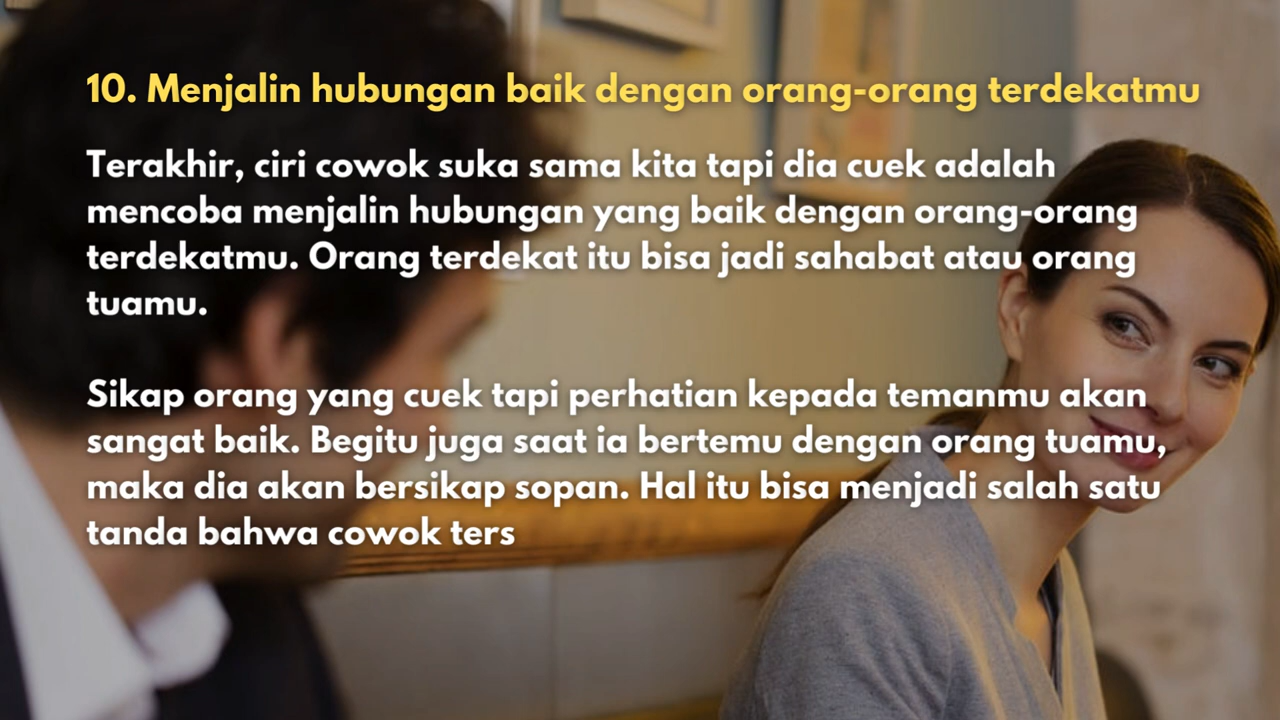 10. Menjalin hubungan baik dengan orang-orang terdekatmu
Terakhir, ciri cowok suka sama kita tapi dia cuek adalah
mencoba menjalin hubungan yang baik dengan orang-orang
terdekatmu. Orang terdekat itu bisa jadi sahabat atau orang
tuamu.
Sikap orang yang cuek tapi perhatian kepada temanmu akan
sangat baik. Begitu juga saat ia bertemu dengan orang tuamu,
maka dia akan bersikap sopan. Hal itu bisa menjadi salah satu
tanda bahwa cowok ters